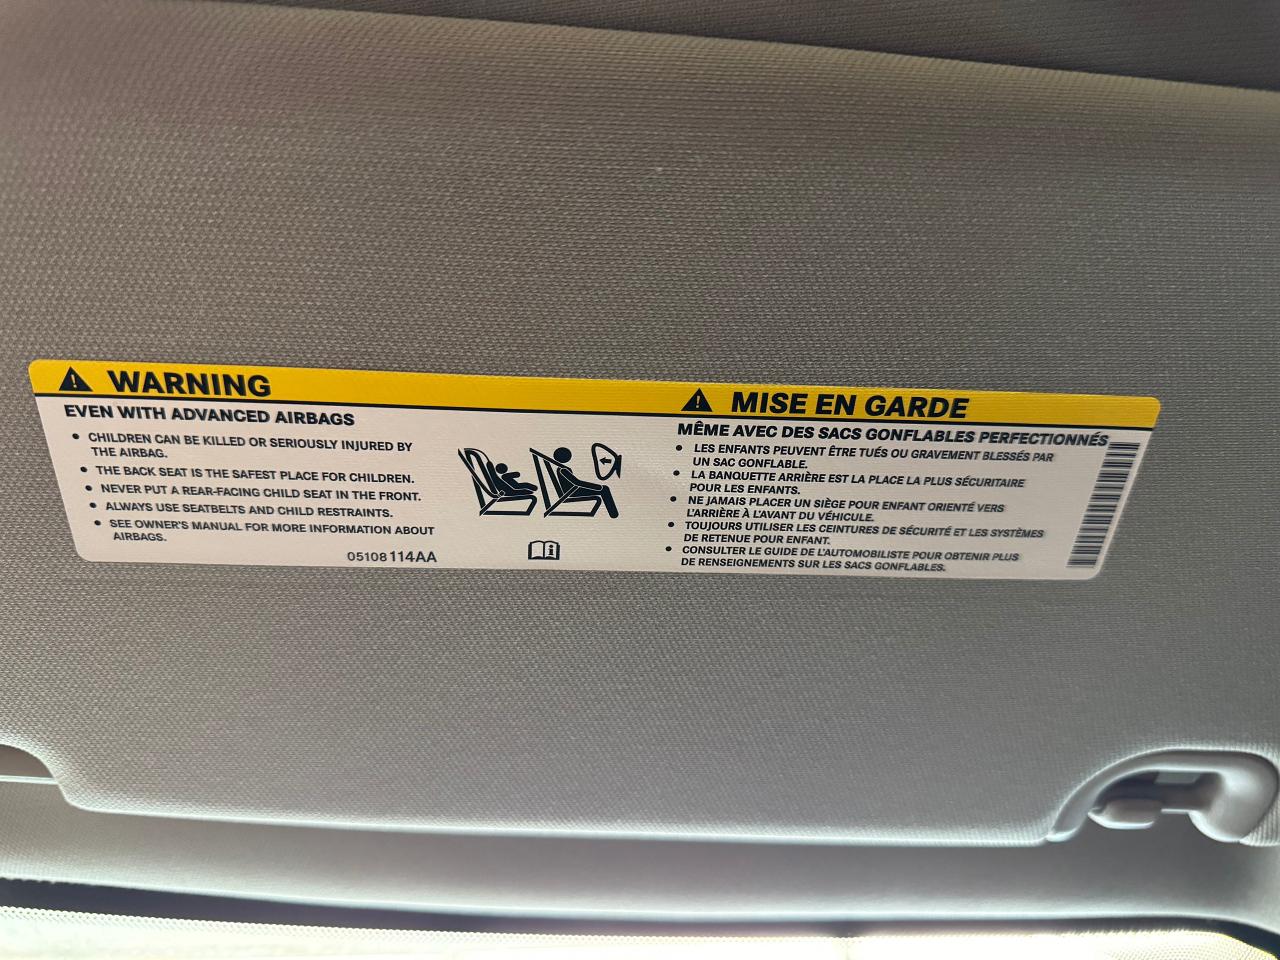 WARNING
EVEN WITH ADVANCED AIRBAGS
• CHILDREN CAN BE KILLED OR SERIOUSLY INJURED BY
THE AIRBAG.
• THE BACK SEAT IS THE SAFEST PLACE FOR CHILDREN.
• NEVER PUT A REAR-FACING CHILD SEAT IN THE FRONT.
• ALWAYS USE SEATBELTS AND CHILD RESTRAINTS.
• SEE OWNER'S MANUAL FOR MORE INFORMATION ABOUT
AIRBAGS.
05108114AA
MISE EN GARDE
MÊME AVEC DES SACS GONFLABLES PERFECTIONNÉS
• LES ENFANTS PEUVENT ÊTRE TUÉS OU GRAVEMENT BLESSÉS PAR
UN SAC GONFLABLE.
• LA BANQUETTE ARRIÈRE EST LA PLACE LA PLUS SÉCURITAIRE
POUR LES ENFANTS.
• NE JAMAIS PLACER UN SIÈGE POUR ENFANT ORIENTÉ VERS
L'ARRIÈRE À L'AVANT DU VÉHICULE.
• TOUJOURS UTILISER LES CEINTURES DE SÉCURITÉ ET LES SYSTÈMES
DE RETENUE POUR ENFANT.
• CONSULTER LE GUIDE DE L'AUTOMOBILISTE POUR OBTENIR PLUS
DE RENSEIGNEMENTS SUR LES SACS GONFLABLES.